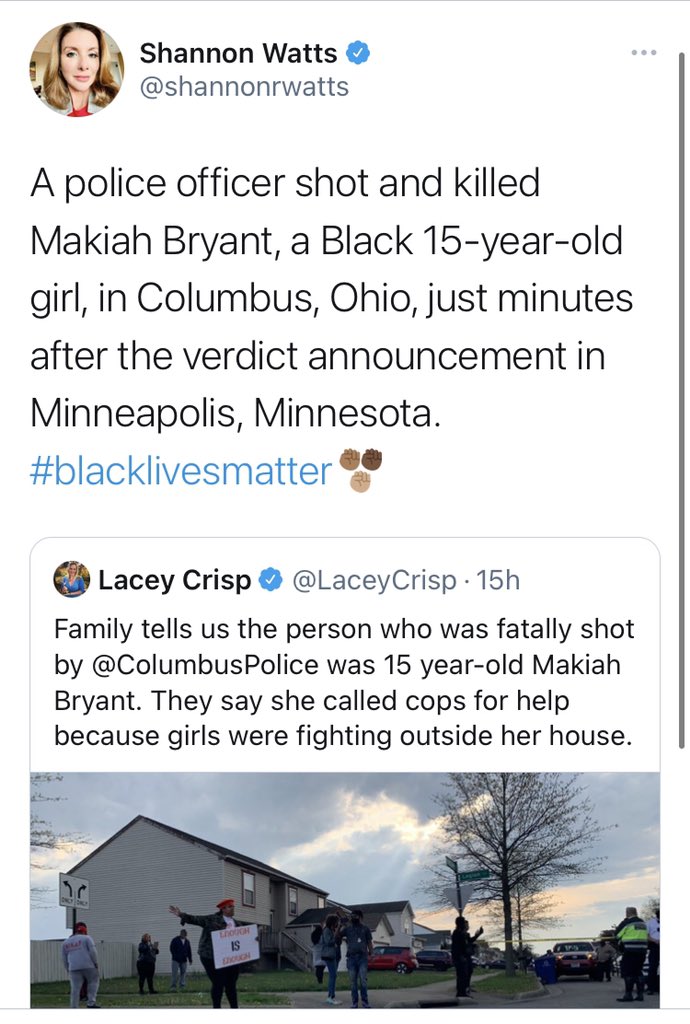 Shannon Watts
@shannonrwatts
A police officer shot and killed
Makiah Bryant, a Black 15-year-old
girl, in Columbus, Ohio, just minutes
after the verdict announcement in
Minneapolis, Minnesota.
#blacklivesmatter✊🏾✊🏿✊🏼
Lacey Crisp @LaceyCrisp · 15h
Family tells us the person who was fatally shot
by @ColumbusPolice was 15 year-old Makiah
Bryant. They say she called cops for help
because girls were fighting outside her house.
ONLY ONLY
ENOUGH
IS
ENOUGH